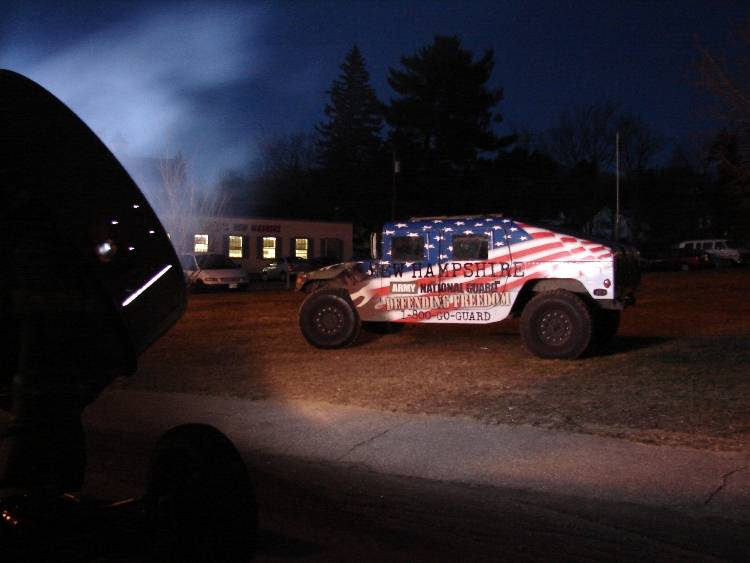 NEW HAMPSHIRE
ARMY NATIONAL GUARD
DEFENDING FREEDOM
1-800-GO-GUARD